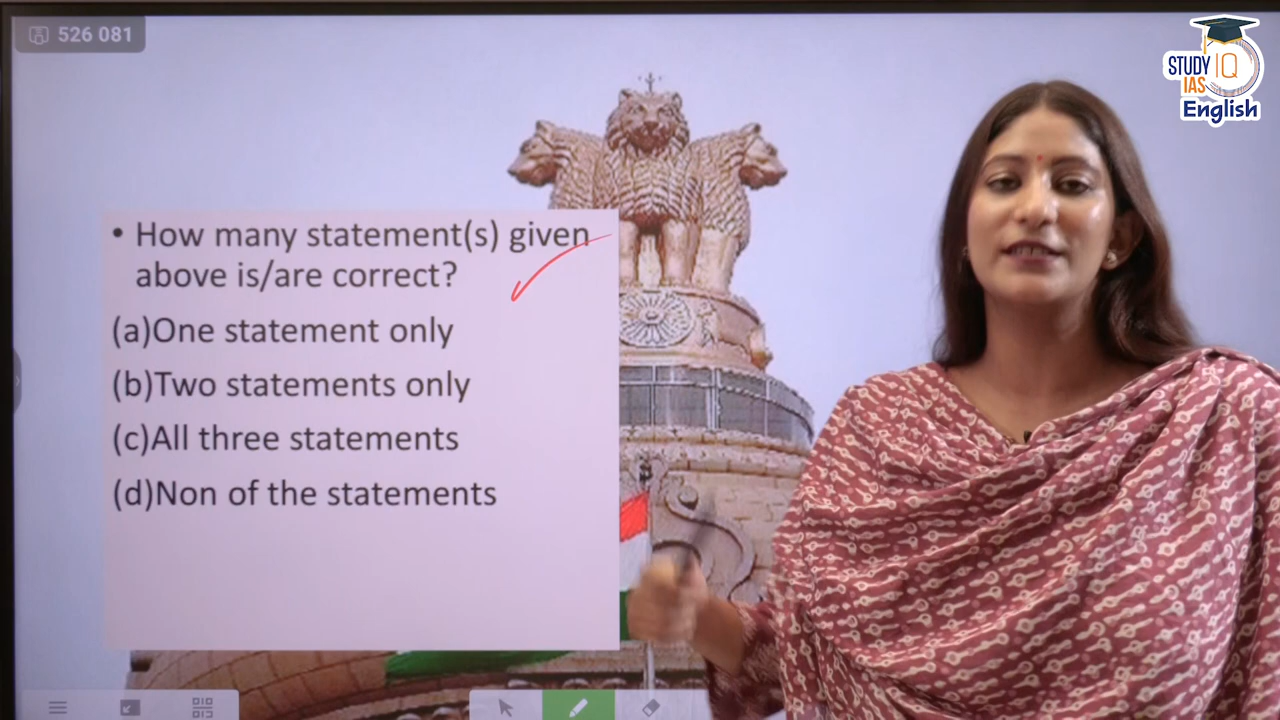 526 081
STUDY IQ
IAS
English
• How many statement(s) given
above is/are correct?
(a)One statement only
(b)Two statements only
(c)All three statements
(d)Non of the statements